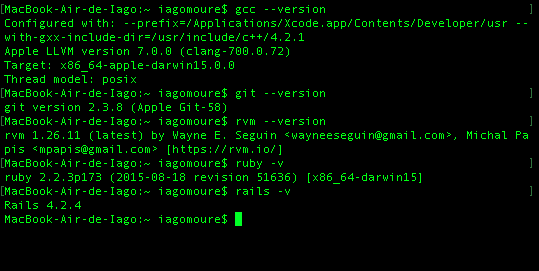 [MacBook-Air-de-Iago:~ iagomoure$ gcc --version ]
Configured with: --prefix=/Applications/Xcode.app/Contents/Developer/usr --
with-gxx-include-dir=/usr/include/c++/4.2.1
Apple LLVM version 7.0.0 (clang-700.0.72)
Target: x86_64-apple-darwin15.0.0
Thread model: posix
[MacBook-Air-de-Iago:~ iagomoure$ git --version ]
git version 2.3.8 (Apple Git-58)
[MacBook-Air-de-Iago:~ iagomoure$ rvm --version ]
rvm 1.26.11 (latest) by Wayne E. Seguin <wayneeseguin@gmail.com>, Michal Pa
pis <mpapis@gmail.com> [https://rvm.io/]
[MacBook-Air-de-Iago:~ iagomoure$ ruby -v ]
ruby 2.2.3p173 (2015-08-18 revision 51636) [x86_64-darwin15]
[MacBook-Air-de-Iago:~ iagomoure$ rails -v ]
Rails 4.2.4
MacBook-Air-de-Iago:~ iagomoure$